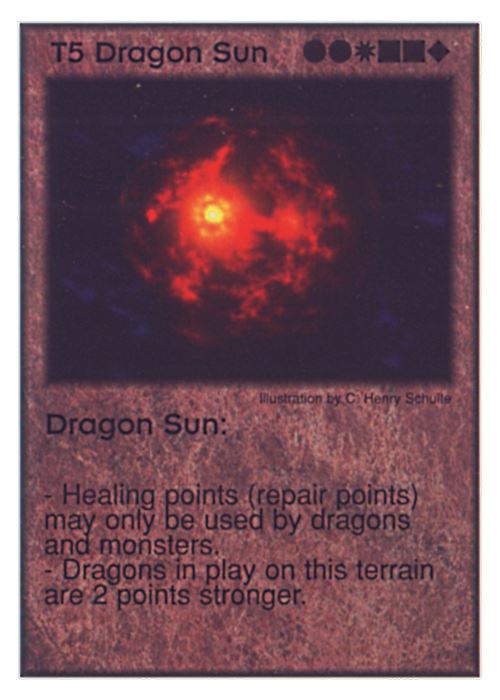 T5 Dragon Sun
Illustration by C. Henry Schulte
Dragon Sun:
- Healing points (repair points)
may only be used by dragons
and monsters.
- Dragons in play on this terrain
are 2 points stronger.